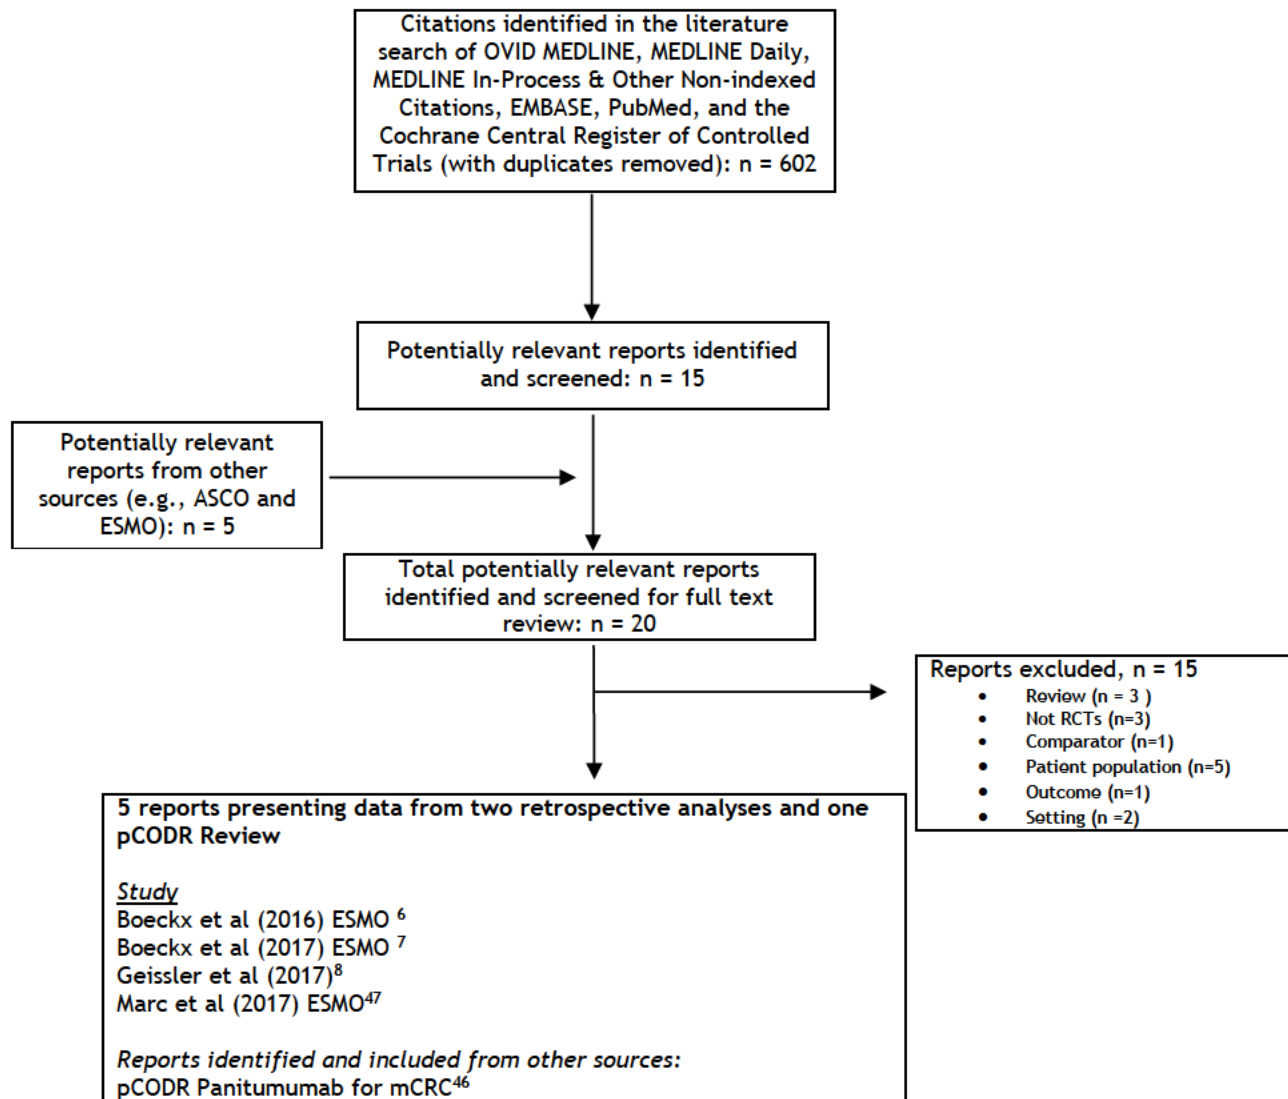 Citations identified in the literature
search of OVID MEDLINE, MEDLINE Daily,
MEDLINE In-Process & Other Non-indexed
Citations, EMBASE, PubMed, and the
Cochrane Central Register of Controlled
Trials (with duplicates removed): n = 602
Potentially relevant reports identified
and screened: n = 15
Potentially relevant
reports from other
sources (e.g., ASCO and
ESMO): n = 5
Total potentially relevant reports
identified and screened for full text
review: n = 20
Reports excluded, n = 15
• Review (n = 3 )
• Not RCTs (n=3)
• Comparator (n=1)
• Patient population (n=5)
• Outcome (n=1)
• Setting (n =2)
5 reports presenting data from two retrospective analyses and one
pCODR Review
Study
Boeckx et al (2016) ESMO 6
Boeckx et al (2017) ESMO 7
Geissler et al (2017)8
Marc et al (2017) ESMO47
Reports identified and included from other sources:
pCODR Panitumumab for mCRC46